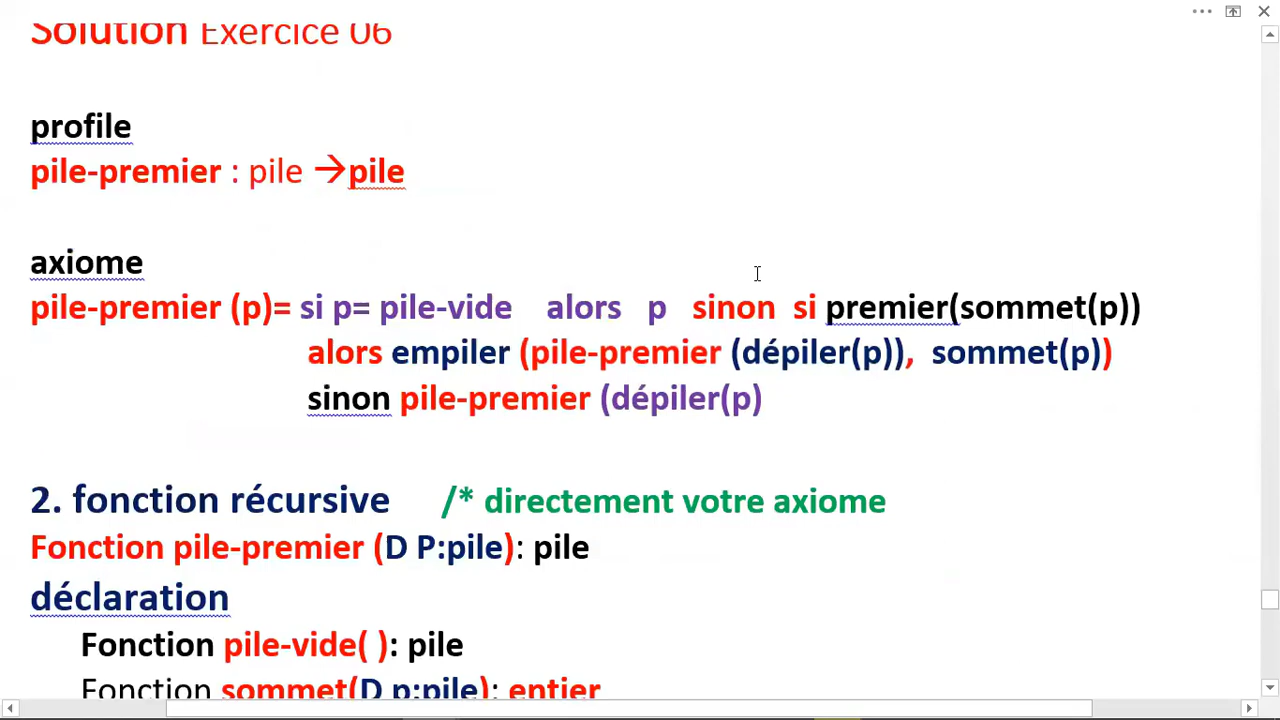 Solution Exercice 06
profile
pile-premier : pile →pile
axiome
pile-premier (p)= si p= pile-vide alors p sinon si premier(sommet(p))
alors empiler (pile-premier (dépiler(p)), sommet(p))
sinon pile-premier (dépiler(p)
2. fonction récursive /* directement votre axiome
Fonction pile-premier (D P:pile): pile
déclaration
Fonction pile-vide( ): pile
Fonction sommet(D p:pile): entier